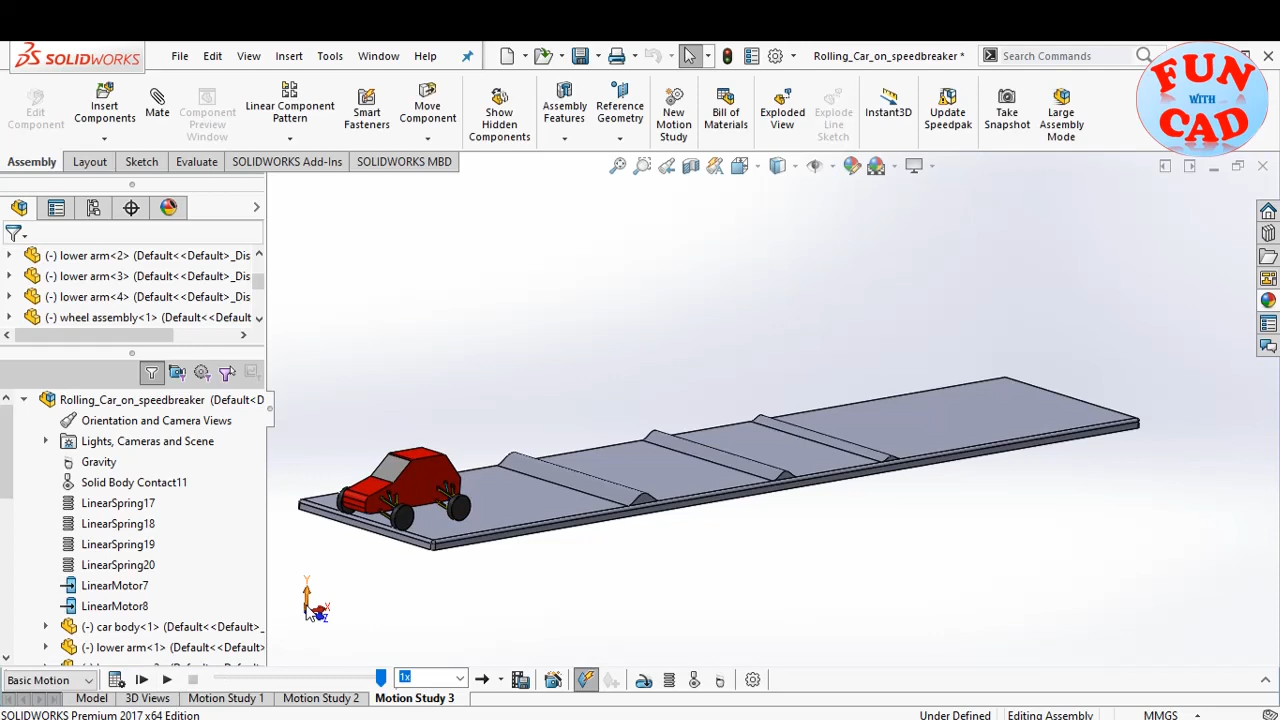 SOLIDWORKS File Edit View Insert Tools Window Help Rolling_Car_on_speedbreaker * Search Commands
FUN WITH CAD
Edit Component
Insert Components
Mate
Component Preview Window
Linear Component Pattern
Smart Fasteners
Move Component
Show Hidden Components
Assembly Features
Reference Geometry
New Motion Study
Bill of Materials
Exploded View
Explode Line Sketch
Instant3D
Update Speedpak
Take Snapshot
Large Assembly Mode
Assembly Layout Sketch Evaluate SOLIDWORKS Add-Ins SOLIDWORKS MBD
(-) lower arm<2> (Default<<Default>_Dis
(-) lower arm<3> (Default<<Default>_Dis
(-) lower arm<4> (Default<<Default>_Dis
(-) wheel assembly<1> (Default<<Default
Rolling_Car_on_speedbreaker (Default<D
Orientation and Camera Views
Lights, Cameras and Scene
Gravity
Solid Body Contact11
LinearSpring17
LinearSpring18
LinearSpring19
LinearSpring20
LinearMotor7
LinearMotor8
(-) car body<1> (Default<<Default>_
(-) lower arm<1> (Default<<Default>
Y
X
Z
Basic Motion 1x
Model 3D Views Motion Study 1 Motion Study 2 Motion Study 3
SOLIDWORKS Premium 2017 x64 Edition Under Defined Editing Assembly MMGS